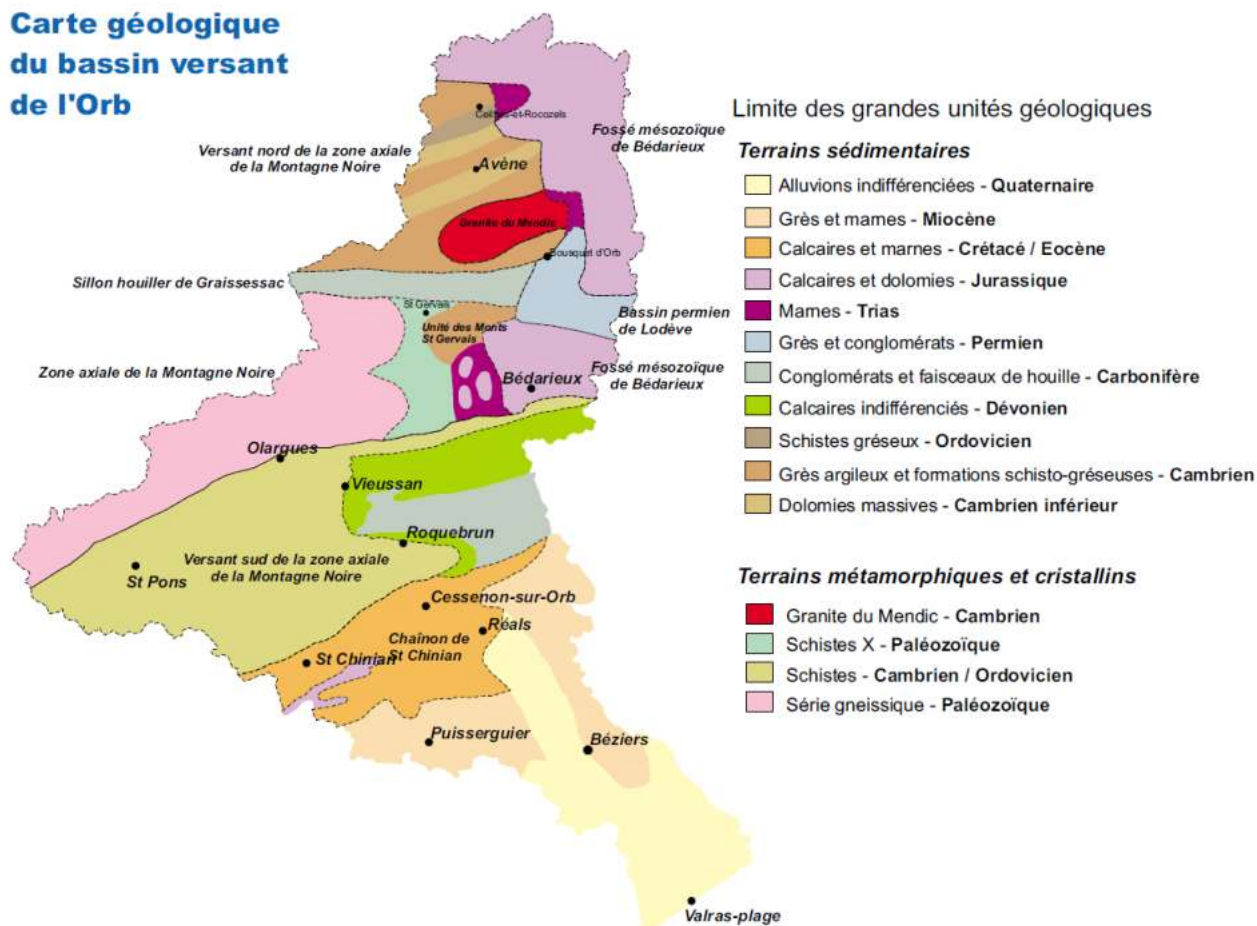 Carte géologique
du bassin versant
de l'Orb
Ceilhes-et-Rocozels
Fossé mésozoïque
de Bédarieux
Versant nord de la zone axiale
de la Montagne Noire
Avène
Granite du Mendic
Bousquet d'Orb
Sillon houiller de Graissessac
St Gervais
Unité des Monts
St Gervais
Bassin permien
de Lodève
Zone axiale de la Montagne Noire
Bédarieux
Fossé mésozoïque
de Bédarieux
Olargues
Vieussan
Roquebrun
Versant sud de la zone axiale
de la Montagne Noire
St Pons
Cessenon-sur-Orb
Réals
Chaînon de
St Chinian
St Chinian
Puisserguier
Béziers
Valras-plage
Limite des grandes unités géologiques
Terrains sédimentaires
Alluvions indifférenciées - Quaternaire
Grès et marnes - Miocène
Calcaires et marnes - Crétacé / Eocène
Calcaires et dolomies - Jurassique
Marnes - Trias
Grès et conglomérats - Permien
Conglomérats et faisceaux de houille - Carbonifère
Calcaires indifférenciés - Dévonien
Schistes gréseux - Ordovicien
Grès argileux et formations schisto-gréseuses - Cambrien
Dolomies massives - Cambrien inférieur
Terrains métamorphiques et cristallins
Granite du Mendic - Cambrien
Schistes X - Paléozoïque
Schistes - Cambrien / Ordovicien
Série gneissique - Paléozoïque